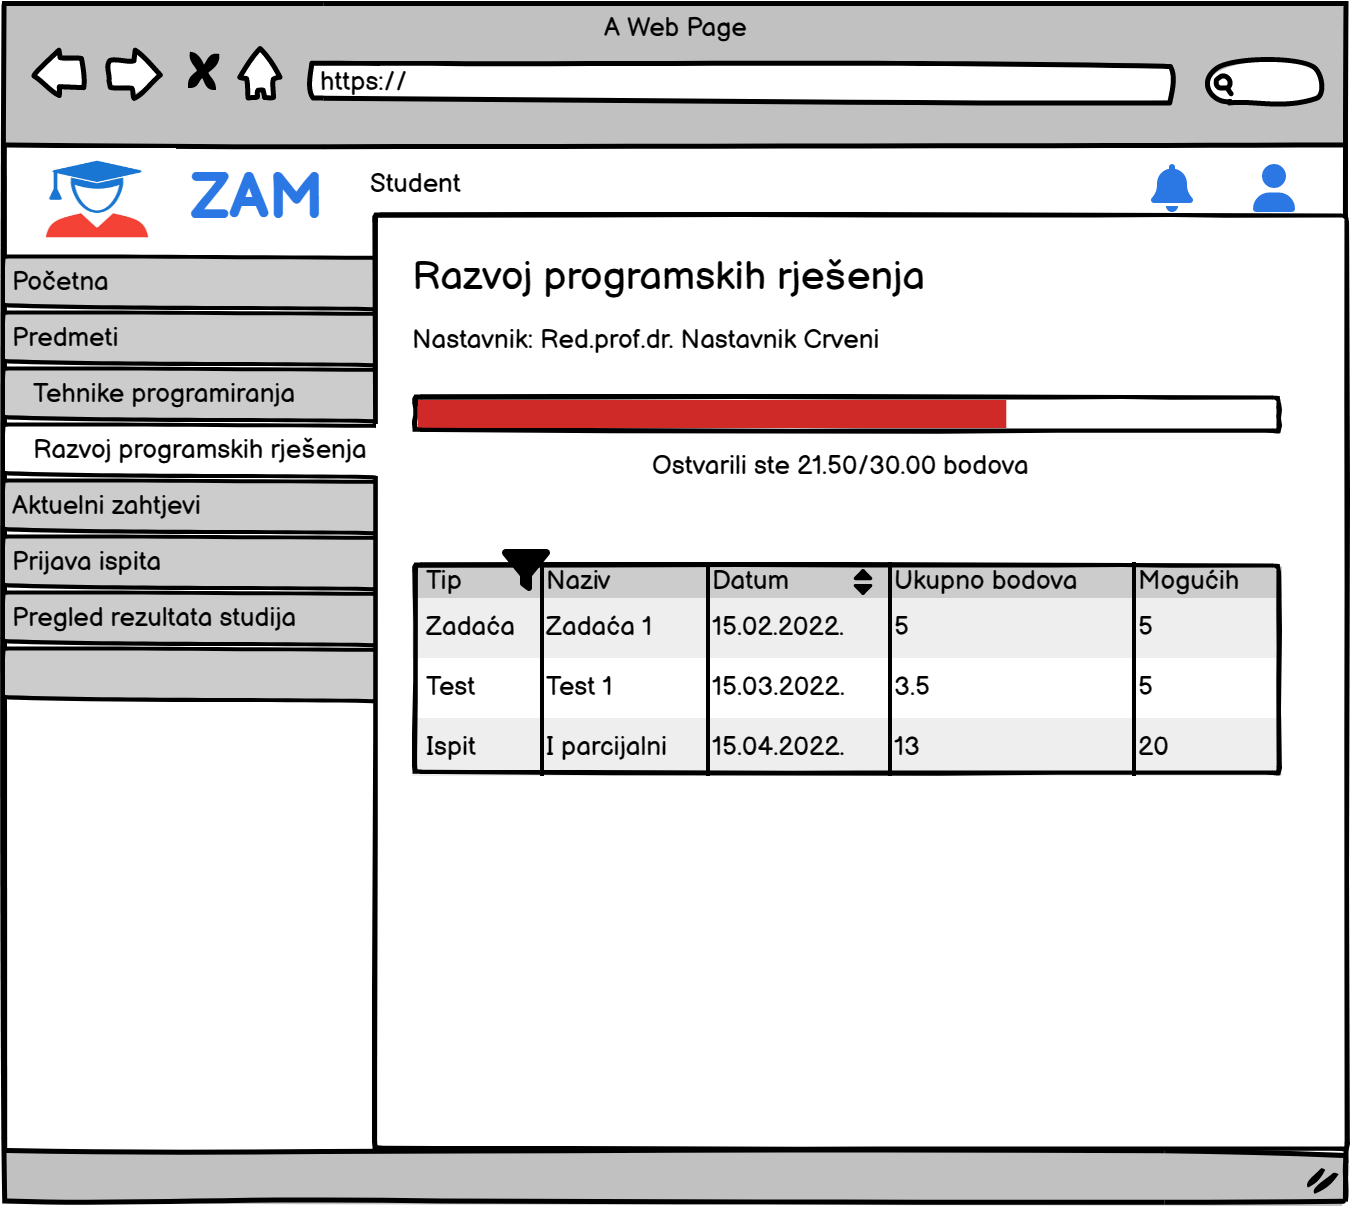 A Web Page
https://
ZAM
Student
Početna
Predmeti
Tehnike programiranja
Razvoj programskih rješenja
Aktuelni zahtjevi
Prijava ispita
Pregled rezultata studija
Razvoj programskih rješenja
Nastavnik: Red.prof.dr. Nastavnik Crveni
Ostvarili ste 21.50/30.00 bodova
Tip Naziv Datum Ukupno bodova Mogućih
Zadaća Zadaća 1 15.02.2022. 5 5
Test Test 1 15.03.2022. 3.5 5
Ispit I parcijalni 15.04.2022. 13 20